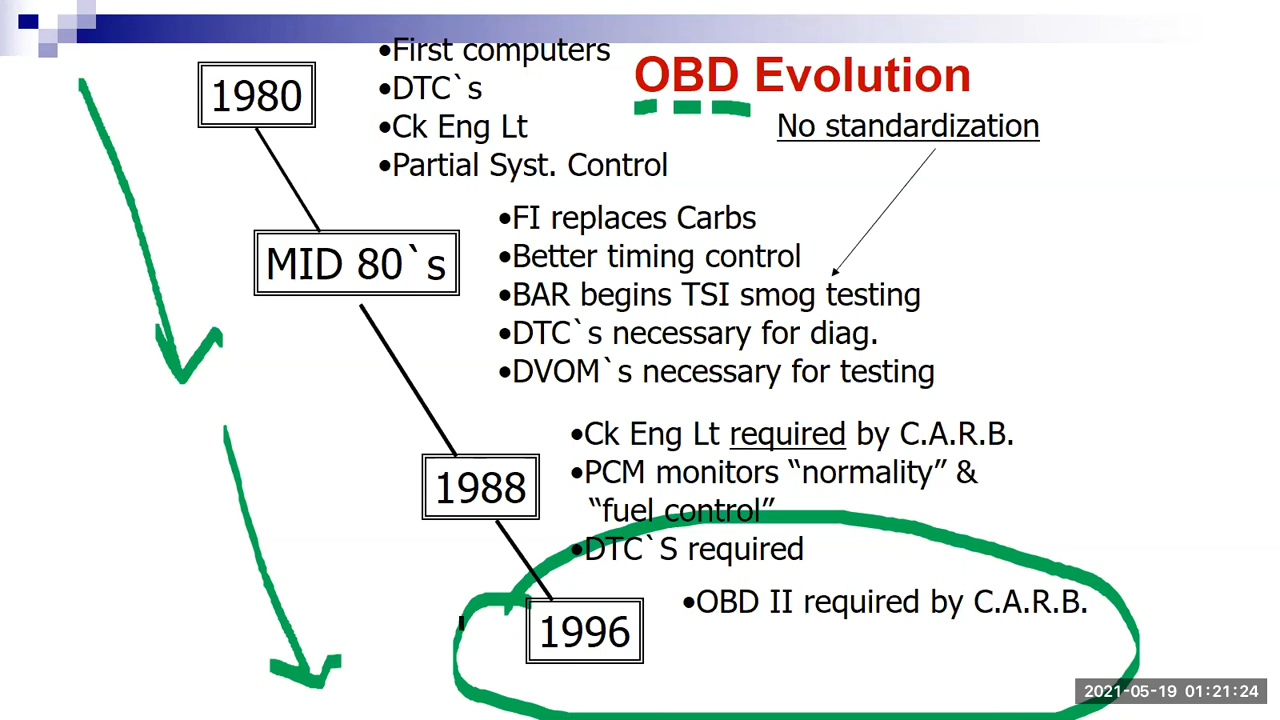 OBD Evolution
No standardization
1980
•First computers
•DTC`s
•Ck Eng Lt
•Partial Syst. Control
MID 80`s
•FI replaces Carbs
•Better timing control
•BAR begins TSI smog testing
•DTC`s necessary for diag.
•DVOM`s necessary for testing
1988
•Ck Eng Lt required by C.A.R.B.
•PCM monitors “normality” &
“fuel control”
•DTC`S required
1996
•OBD II required by C.A.R.B.
2021-05-19 01:21:24